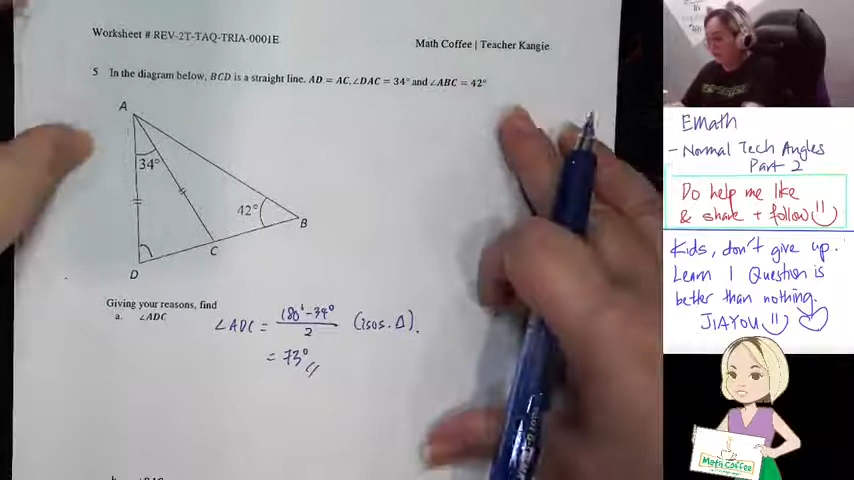 Worksheet # REV-2T-TAQ-TRIA-0001E
Math Coffee | Teacher Kangie
5 In the diagram below, BCD is a straight line. AD = AC, ∠DAC = 34° and ∠ABC = 42°
A
34°
42°
B
C
D
Giving your reasons, find
a. ∠ADC
∠ADC = (180° - 34°) / 2 (isos. Δ).
= 73°
EMath
- Normal Tech Angles
Part 2
Do help me like
& share + follow
Kids, don't give up.
Learn 1 Question is
better than nothing.
JIAYOU
Math Coffee